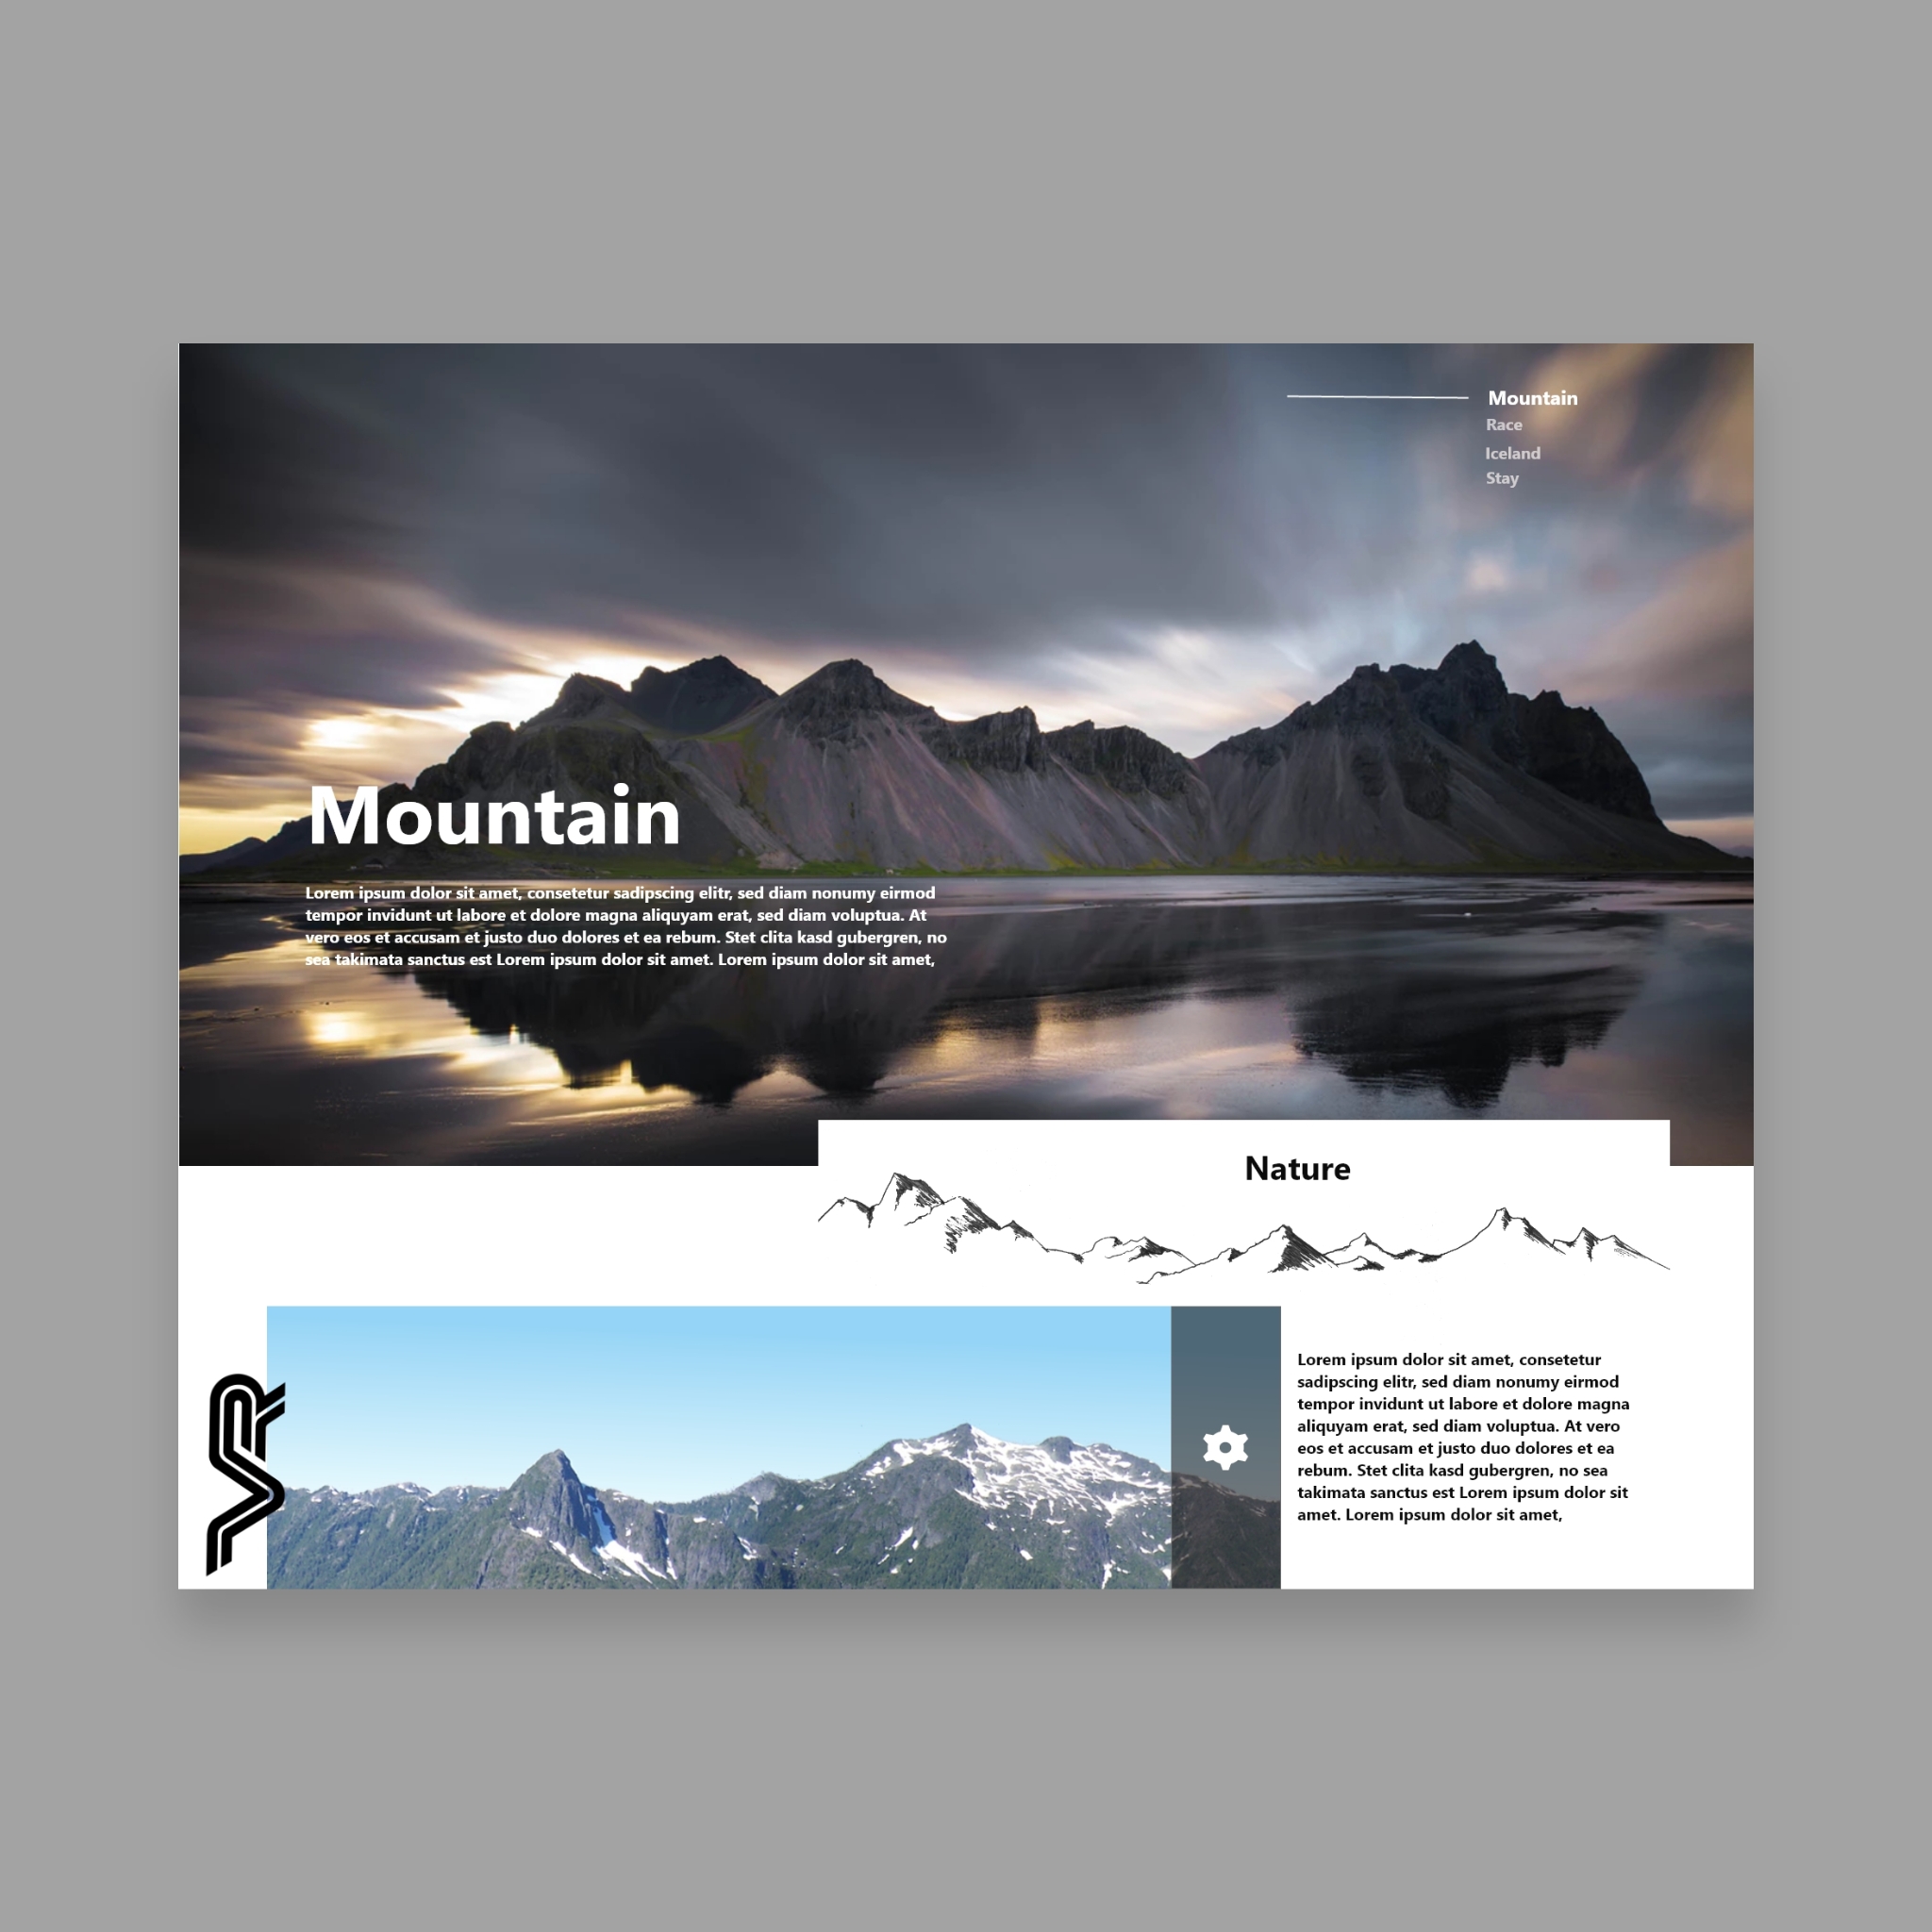 Mountain
Race
Iceland
Stay
Mountain
Lorem ipsum dolor sit amet, consetetur sadipscing elitr, sed diam nonumy eirmod
tempor invidunt ut labore et dolore magna aliquyam erat, sed diam voluptua. At
vero eos et accusam et justo duo dolores et ea rebum. Stet clita kasd gubergren, no
sea takimata sanctus est Lorem ipsum dolor sit amet. Lorem ipsum dolor sit amet,
Nature
Lorem ipsum dolor sit amet, consetetur
sadipscing elitr, sed diam nonumy eirmod
tempor invidunt ut labore et dolore magna
aliquyam erat, sed diam voluptua. At vero
eos et accusam et justo duo dolores et ea
rebum. Stet clita kasd gubergren, no sea
takimata sanctus est Lorem ipsum dolor sit
amet. Lorem ipsum dolor sit amet,